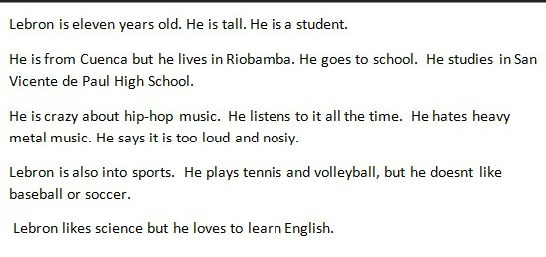 Lebron is eleven years old. He is tall. He is a student.
He is from Cuenca but he lives in Riobamba. He goes to school.  He studies in San
Vicente de Paul High School.
He is crazy about hip-hop music.  He listens to it all the time.  He hates heavy
metal music. He says it is too loud and nosiy.
Lebron is also into sports.  He plays tennis and volleyball, but he doesnt like
baseball or soccer.
Lebron likes science but he loves to learn English.